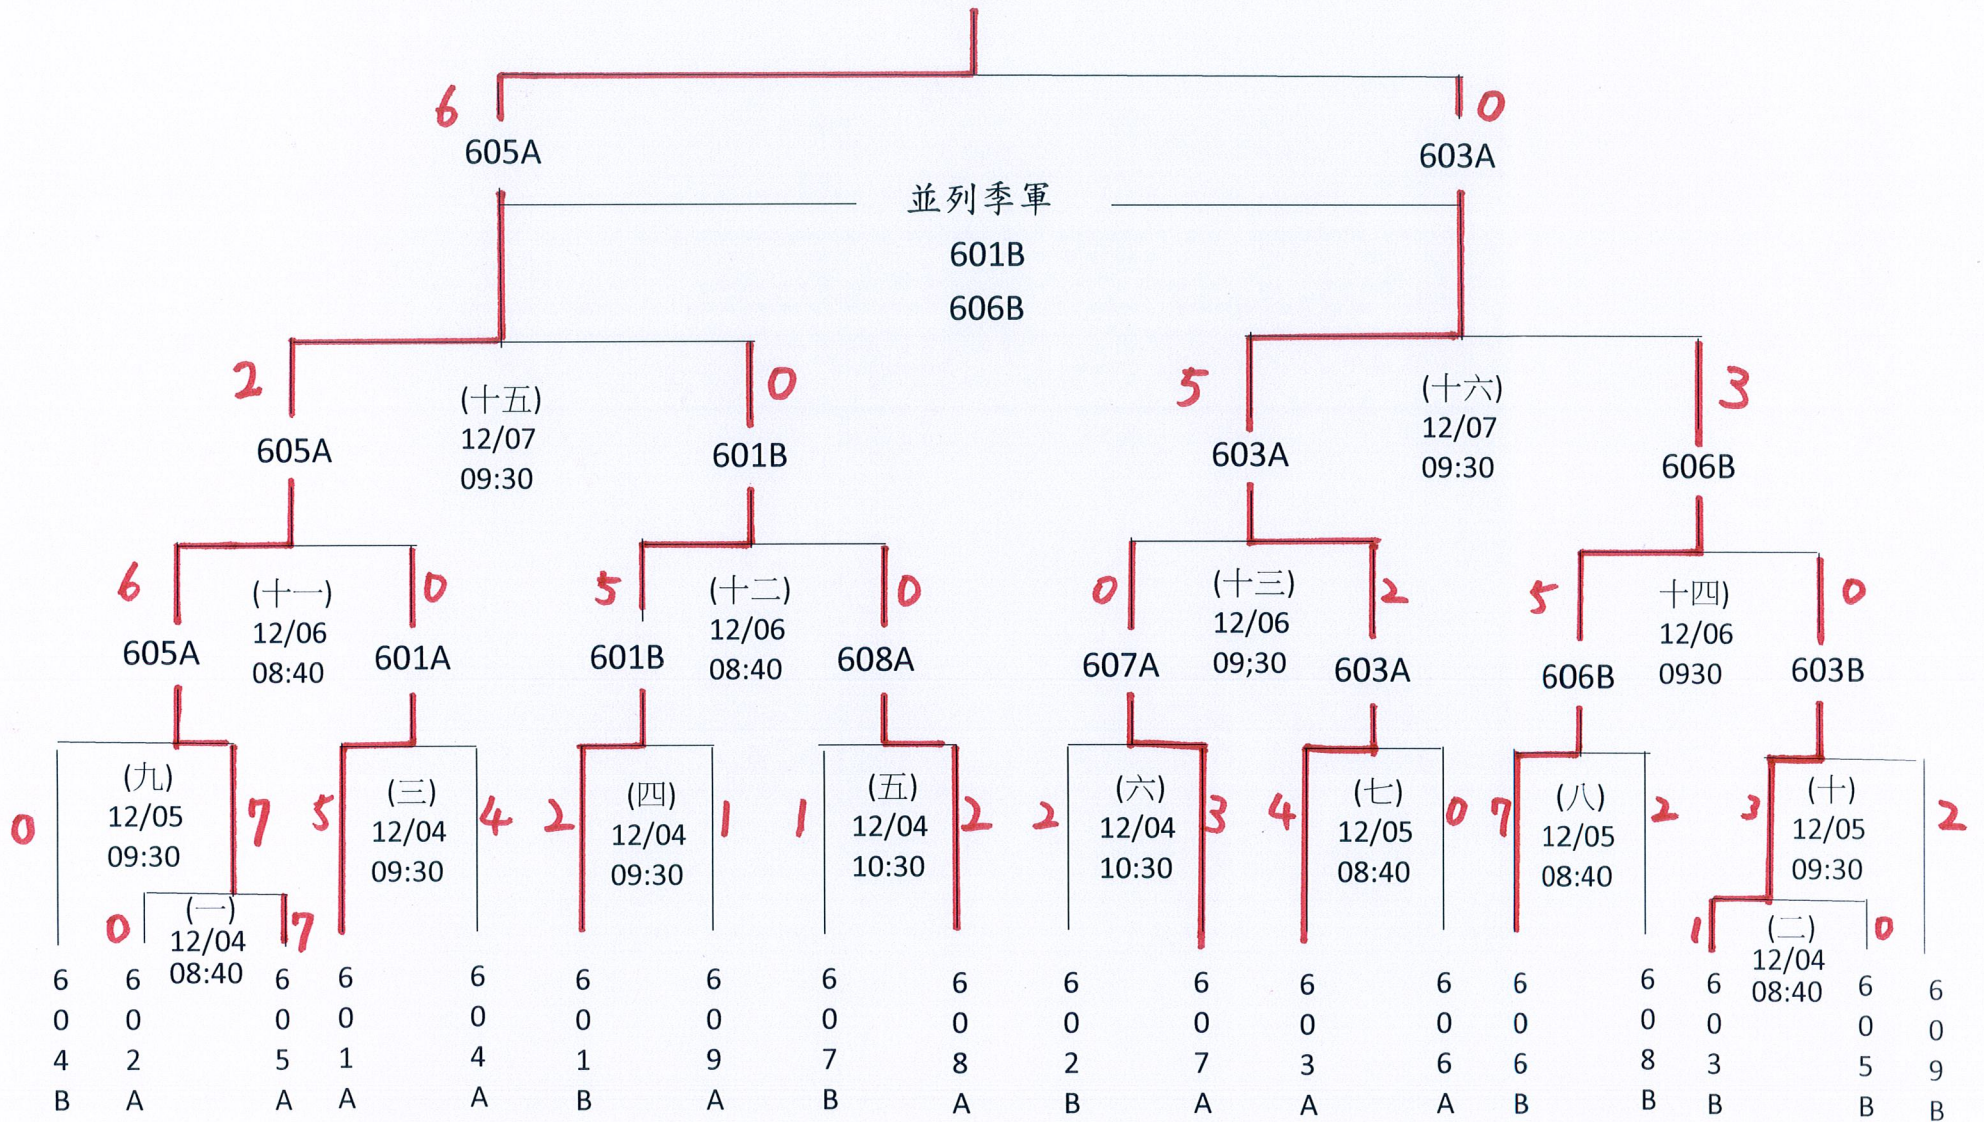 6
0
605A
603A
並列季軍
601B
606B
2
0
5
3
(十五)
12/07
09:30
(十六)
12/07
09:30
605A
601B
603A
606B
6
0
5
0
0
2
5
0
(十一)
12/06
08:40
(十二)
12/06
08:40
(十三)
12/06
09;30
十四)
12/06
0930
605A
601A
601B
608A
607A
603A
606B
603B
0
7
5
4
2
1
1
2
2
3
4
0
7
2
3
2
(九)
12/05
09:30
(三)
12/04
09:30
(四)
12/04
09:30
(五)
12/04
10:30
(六)
12/04
10:30
(七)
12/05
08:40
(八)
12/05
08:40
(十)
12/05
09:30
0
7
(一)
12/04
08:40
1
0
(二)
12/04
08:40
604B
602A
605A
601A
604A
601B
609A
607B
608A
602B
607A
603A
606A
606B
608B
603B
605B
609B